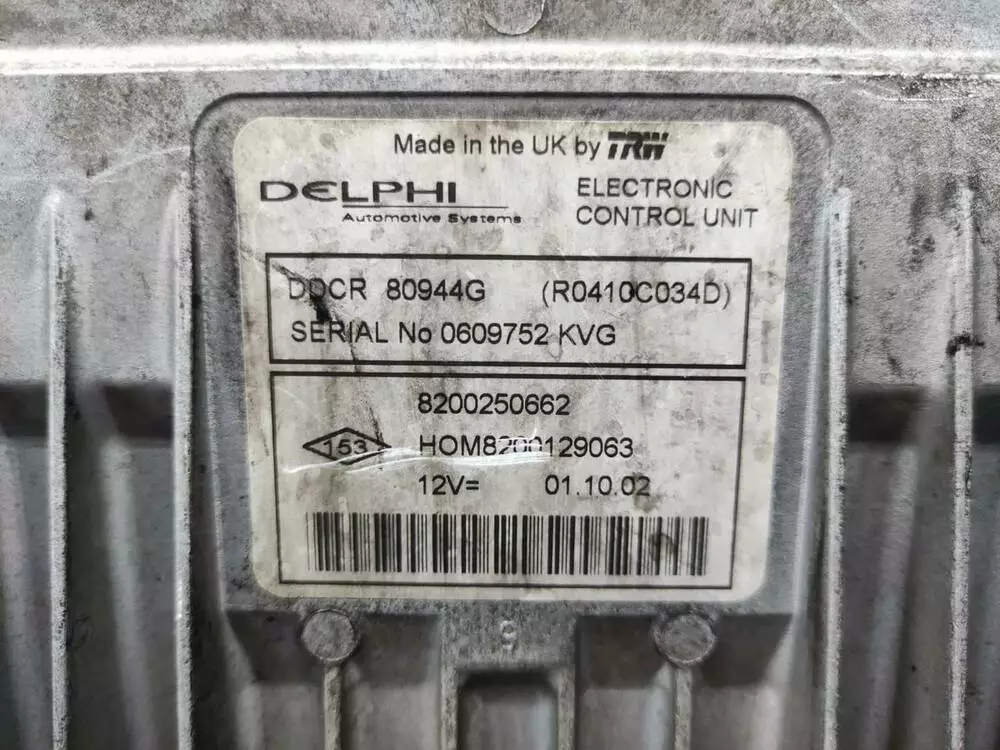 Made in the UK by TRW
DELPHI
Automotive Systems
ELECTRONIC
CONTROL UNIT
DDCR 80944G (R0410C034D)
SERIAL No 0609752 KVG
8200250662
153 HOM8200129063
12V= 01.10.02
9